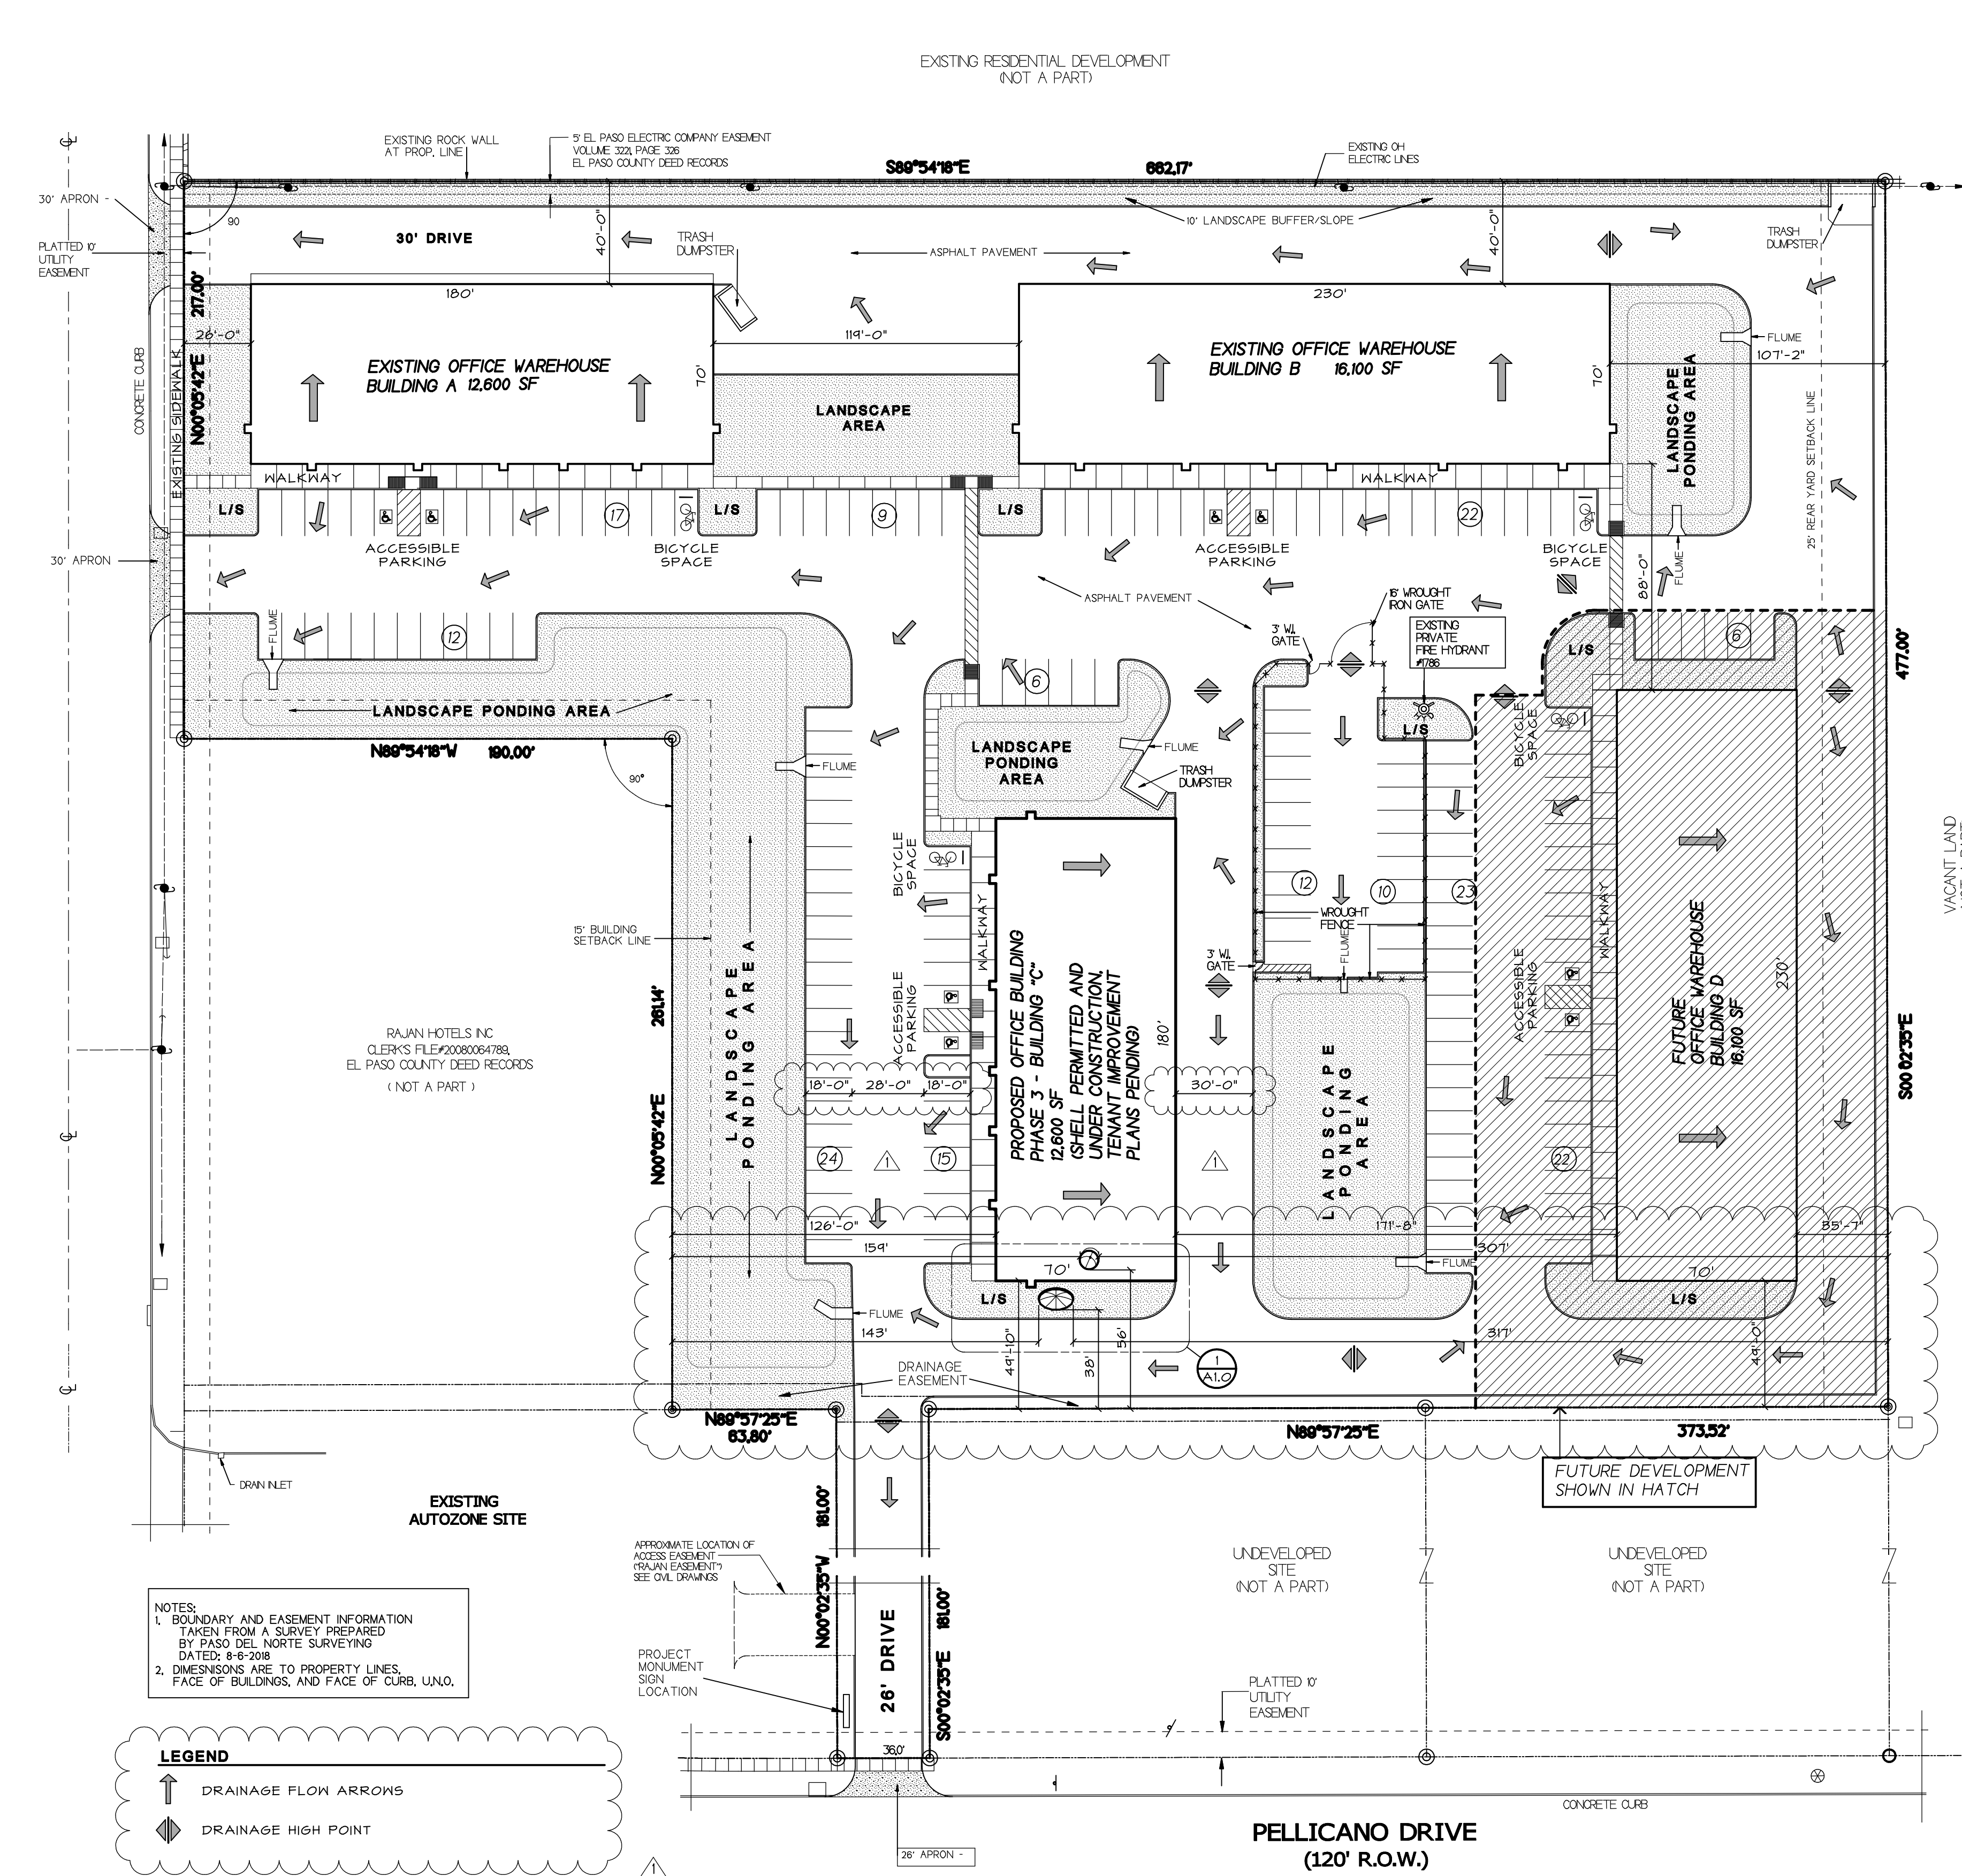 EXISTING RESIDENTIAL DEVELOPMENT
(NOT A PART)
EXISTING ROCK WALL
AT PROP. LINE
5' EL PASO ELECTRIC COMPANY EASEMENT
VOLUME 3221, PAGE 326
EL PASO COUNTY DEED RECORDS
S89°54'18"E
662.17'
EXISTING OH
ELECTRIC LINES
30' APRON -
90
PLATTED 10'
UTILITY
EASEMENT
30' DRIVE
40'-0"
TRASH
DUMPSTER
ASPHALT PAVEMENT
10' LANDSCAPE BUFFER/SLOPE
40'-0"
TRASH
DUMPSTER
CONCRETE CURB
EXISTING SIDEWALK
N00°05'42"E
217.00'
180'
26'-0"
EXISTING OFFICE WAREHOUSE
BUILDING A 12,600 SF
70'
119'-0"
LANDSCAPE
AREA
230'
EXISTING OFFICE WAREHOUSE
BUILDING B 16,100 SF
70'
FLUME
107'-2"
LANDSCAPE
PONDING AREA
25' REAR YARD SETBACK LINE
WALKWAY
WALKWAY
L/S
17
L/S
9
L/S
22
ACCESSIBLE
PARKING
BICYCLE
SPACE
ACCESSIBLE
PARKING
BICYCLE
SPACE
FLUME
88'-0"
30' APRON
ASPHALT PAVEMENT
16' WROUGHT
IRON GATE
3' W.I.
GATE
EXISTING
PRIVATE
FIRE HYDRANT
#1786
FLUME
12
6
L/S
6
477.00'
LANDSCAPE PONDING AREA
N89°54'18"W 190.00'
90°
FLUME
LANDSCAPE
PONDING
AREA
FLUME
TRASH
DUMPSTER
L/S
BICYCLE
SPACE
VACANT LAND
BICYCLE
SPACE
WALKWAY
12
10
23
WROUGHT
FENCE
FLUME
3' W.I.
GATE
WALKWAY
15' BUILDING
SETBACK LINE
LANDSCAPE
PONDING AREA
261.14'
N00°05'42"E
ACCESSIBLE
PARKING
PROPOSED OFFICE BUILDING
PHASE 3 - BUILDING "C"
12,600 SF
(SHELL PERMITTED AND
UNDER CONSTRUCTION,
TENANT IMPROVEMENT
PLANS PENDING)
180'
ACCESSIBLE
PARKING
FUTURE
OFFICE WAREHOUSE
BUILDING D
16,100 SF
230'
S00°02'35"E
RAJAN HOTELS INC
CLERK'S FILE#20080064789,
EL PASO COUNTY DEED RECORDS
( NOT A PART )
18'-0"
28'-0"
18'-0"
30'-0"
LANDSCAPE
PONDING
AREA
24
1
15
1
22
126'-0"
171'-8"
35'-7"
159'
307'
70'
FLUME
70'
L/S
L/S
FLUME
143'
317'
49'-10"
38'
56'
49'-0"
1
A1.0
DRAINAGE
EASEMENT
N89°57'25"E
63.80'
N89°57'25"E
373.52'
DRAIN INLET
FUTURE DEVELOPMENT
SHOWN IN HATCH
EXISTING
AUTOZONE SITE
N00°02'35"W
181.00'
APPROXIMATE LOCATION OF
ACCESS EASEMENT
("RAJAN EASEMENT")
SEE CIVIL DRAWINGS
UNDEVELOPED
SITE
(NOT A PART)
UNDEVELOPED
SITE
(NOT A PART)
NOTES:
1. BOUNDARY AND EASEMENT INFORMATION
TAKEN FROM A SURVEY PREPARED
BY PASO DEL NORTE SURVEYING
DATED: 8-6-2018
2. DIMESNISONS ARE TO PROPERTY LINES,
FACE OF BUILDINGS, AND FACE OF CURB, U.N.O.
PROJECT
MONUMENT
SIGN
LOCATION
26' DRIVE
S00°02'35"E 181.00'
PLATTED 10'
UTILITY
EASEMENT
36.0'
LEGEND
DRAINAGE FLOW ARROWS
DRAINAGE HIGH POINT
CONCRETE CURB
PELLICANO DRIVE
(120' R.O.W.)
26' APRON -
1